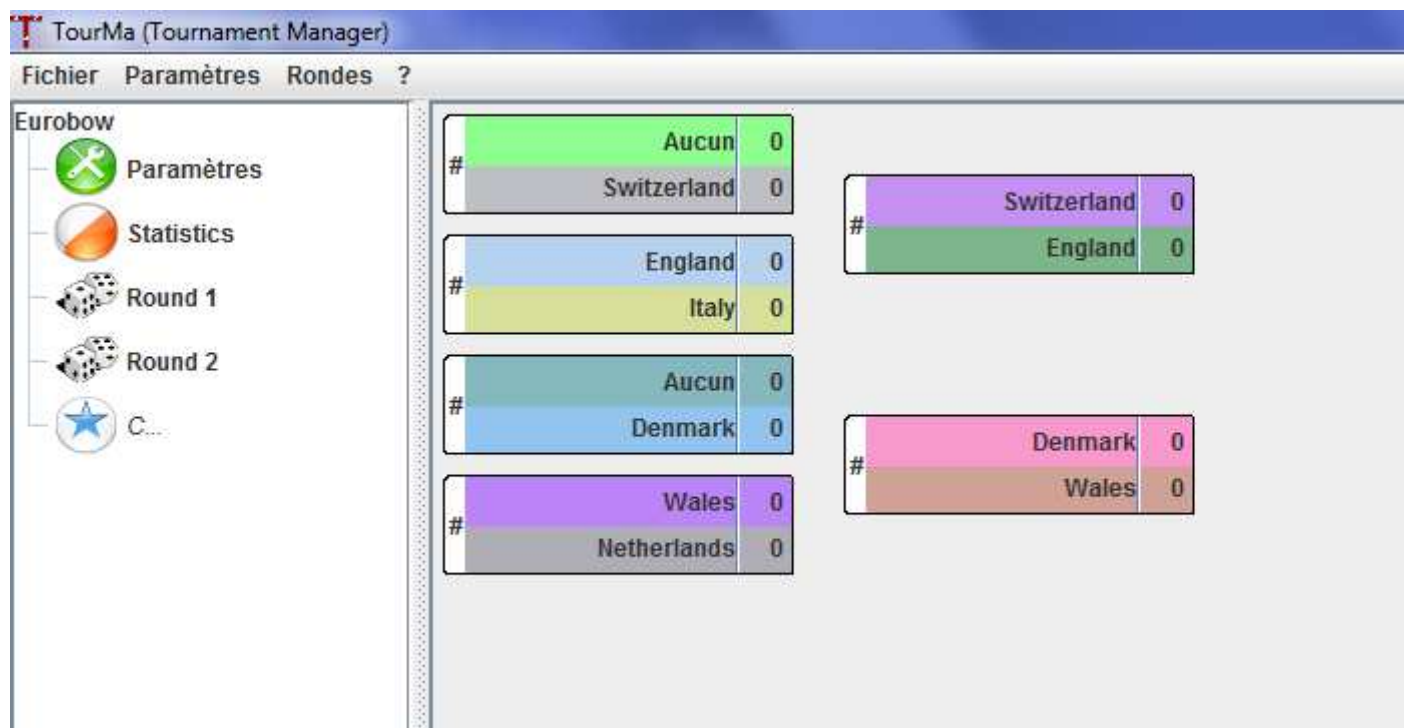 TourMa (Tournament Manager)
Fichier Paramètres Rondes ?
Eurobow
Paramètres
Statistics
Round 1
Round 2
C...
# Aucun 0
Switzerland 0
# England 0
Italy 0
# Aucun 0
Denmark 0
# Wales 0
Netherlands 0
# Switzerland 0
England 0
# Denmark 0
Wales 0